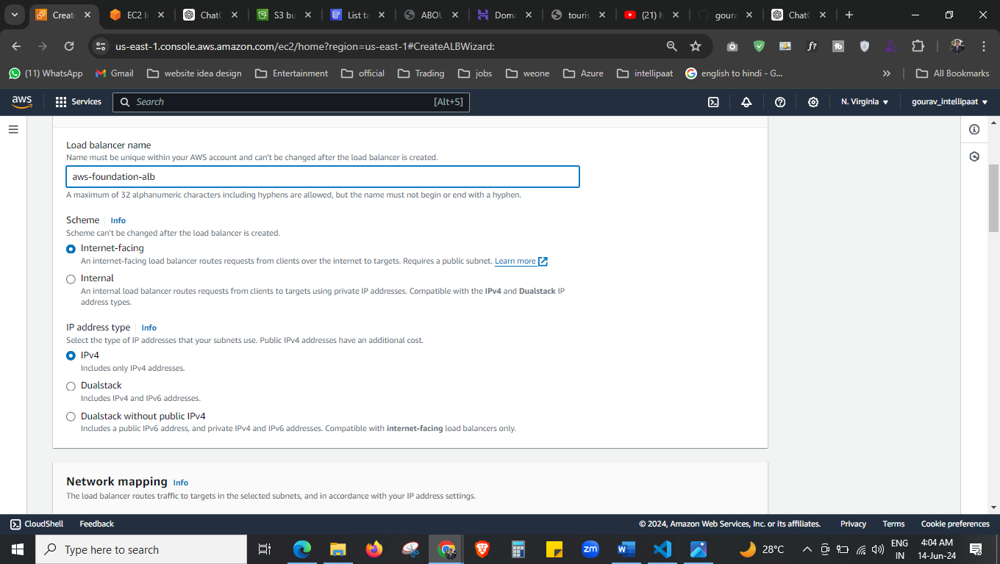 Create
EC2 In
ChatG
S3 bu
List ta
ABOU
Doma
touris
(21) h
goura
ChatG
us-east-1.console.aws.amazon.com/ec2/home?region=us-east-1#CreateALBWizard:
(11) WhatsApp
Gmail
website idea design
Entertainment
official
Trading
jobs
weone
Azure
intellipaat
english to hindi - G...
All Bookmarks
aws
Services
Search
[Alt+S]
N. Virginia
gourav_intellipaat
Load balancer name
Name must be unique within your AWS account and can't be changed after the load balancer is created.
aws-foundation-alb
A maximum of 32 alphanumeric characters including hyphens are allowed, but the name must not begin or end with a hyphen.
Scheme Info
Scheme can't be changed after the load balancer is created.
Internet-facing
An internet-facing load balancer routes requests from clients over the internet to targets. Requires a public subnet. Learn more
Internal
An internal load balancer routes requests from clients to targets using private IP addresses. Compatible with the IPv4 and Dualstack IP
address types.
IP address type Info
Select the type of IP addresses that your subnets use. Public IPv4 addresses have an additional cost.
IPv4
Includes only IPv4 addresses.
Dualstack
Includes IPv4 and IPv6 addresses.
Dualstack without public IPv4
Includes a public IPv6 address, and private IPv4 and IPv6 addresses. Compatible with internet-facing load balancers only.
Network mapping Info
The load balancer routes traffic to targets in the selected subnets, and in accordance with your IP address settings.
CloudShell
Feedback
© 2024, Amazon Web Services, Inc. or its affiliates.
Privacy
Terms
Cookie preferences
Type here to search
zm
28°C
ENG
IN
4:04 AM
14-Jun-24